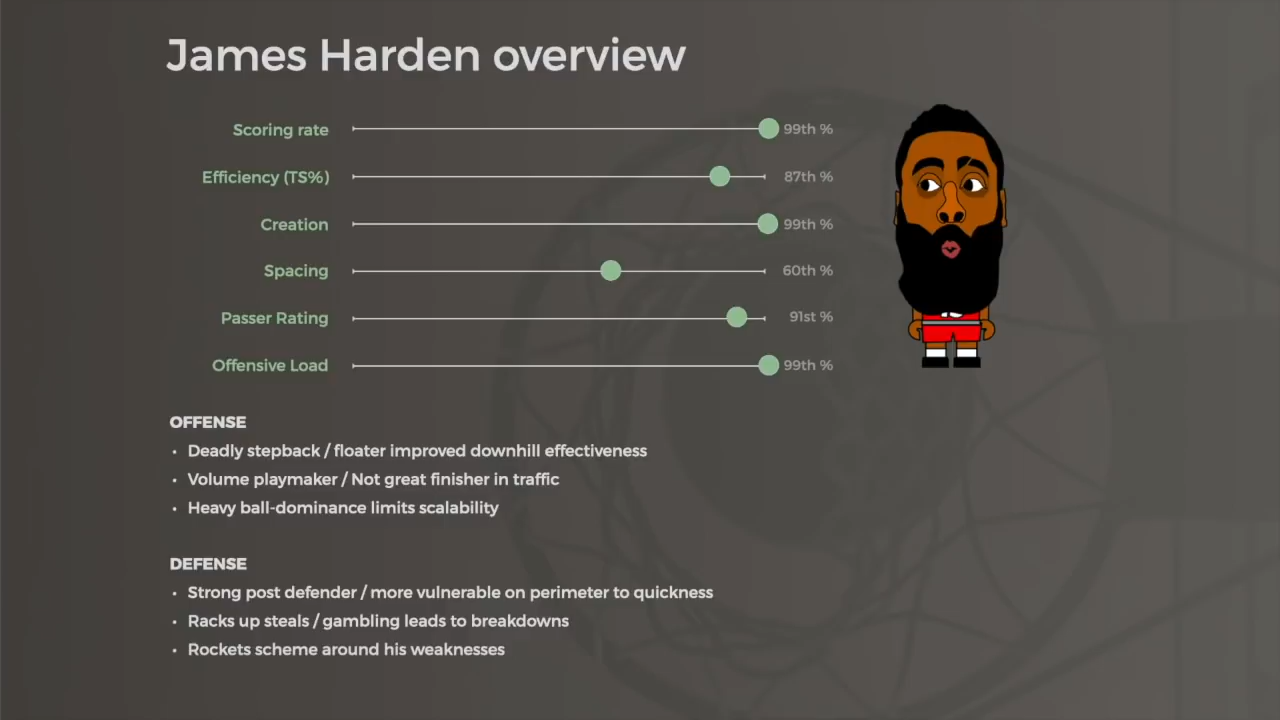 James Harden overview
Scoring rate 99th %
Efficiency (TS%) 87th %
Creation 99th %
Spacing 60th %
Passer Rating 91st %
Offensive Load 99th %
OFFENSE
• Deadly stepback / floater improved downhill effectiveness
• Volume playmaker / Not great finisher in traffic
• Heavy ball-dominance limits scalability
DEFENSE
• Strong post defender / more vulnerable on perimeter to quickness
• Racks up steals / gambling leads to breakdowns
• Rockets scheme around his weaknesses